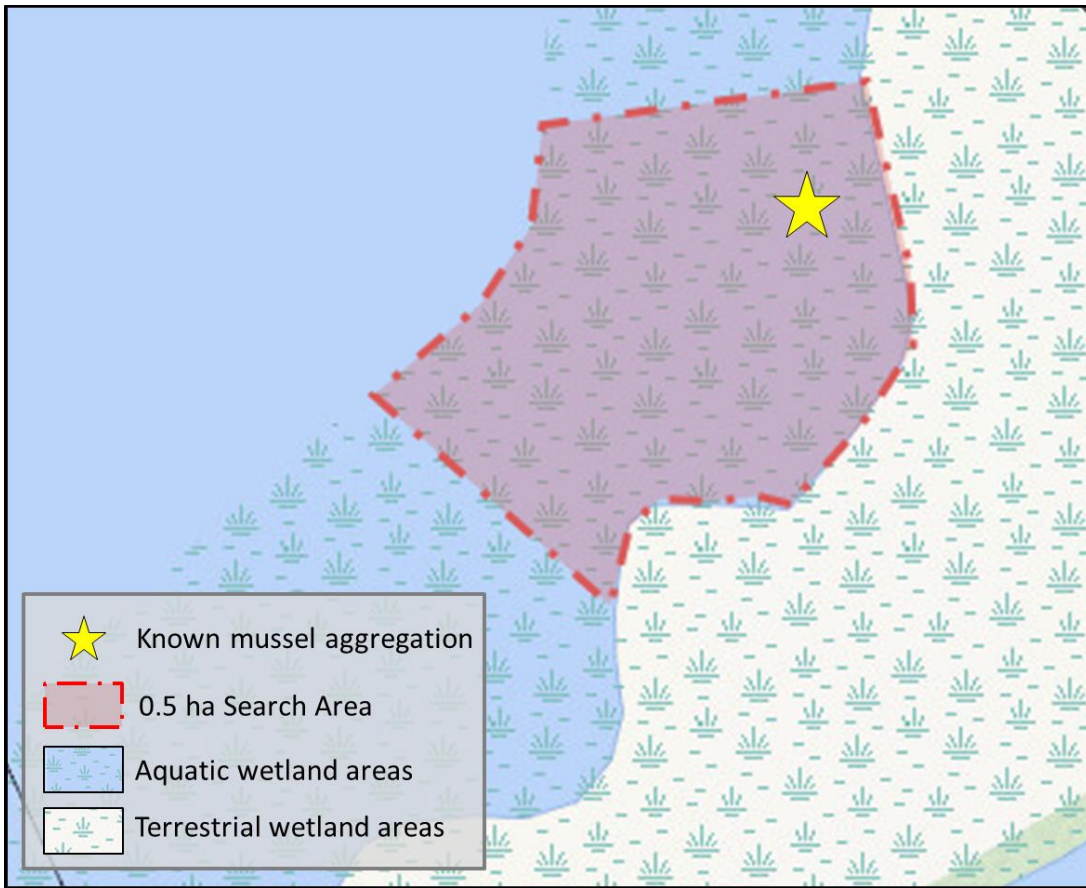 Known mussel aggregation
0.5 ha Search Area
Aquatic wetland areas
Terrestrial wetland areas